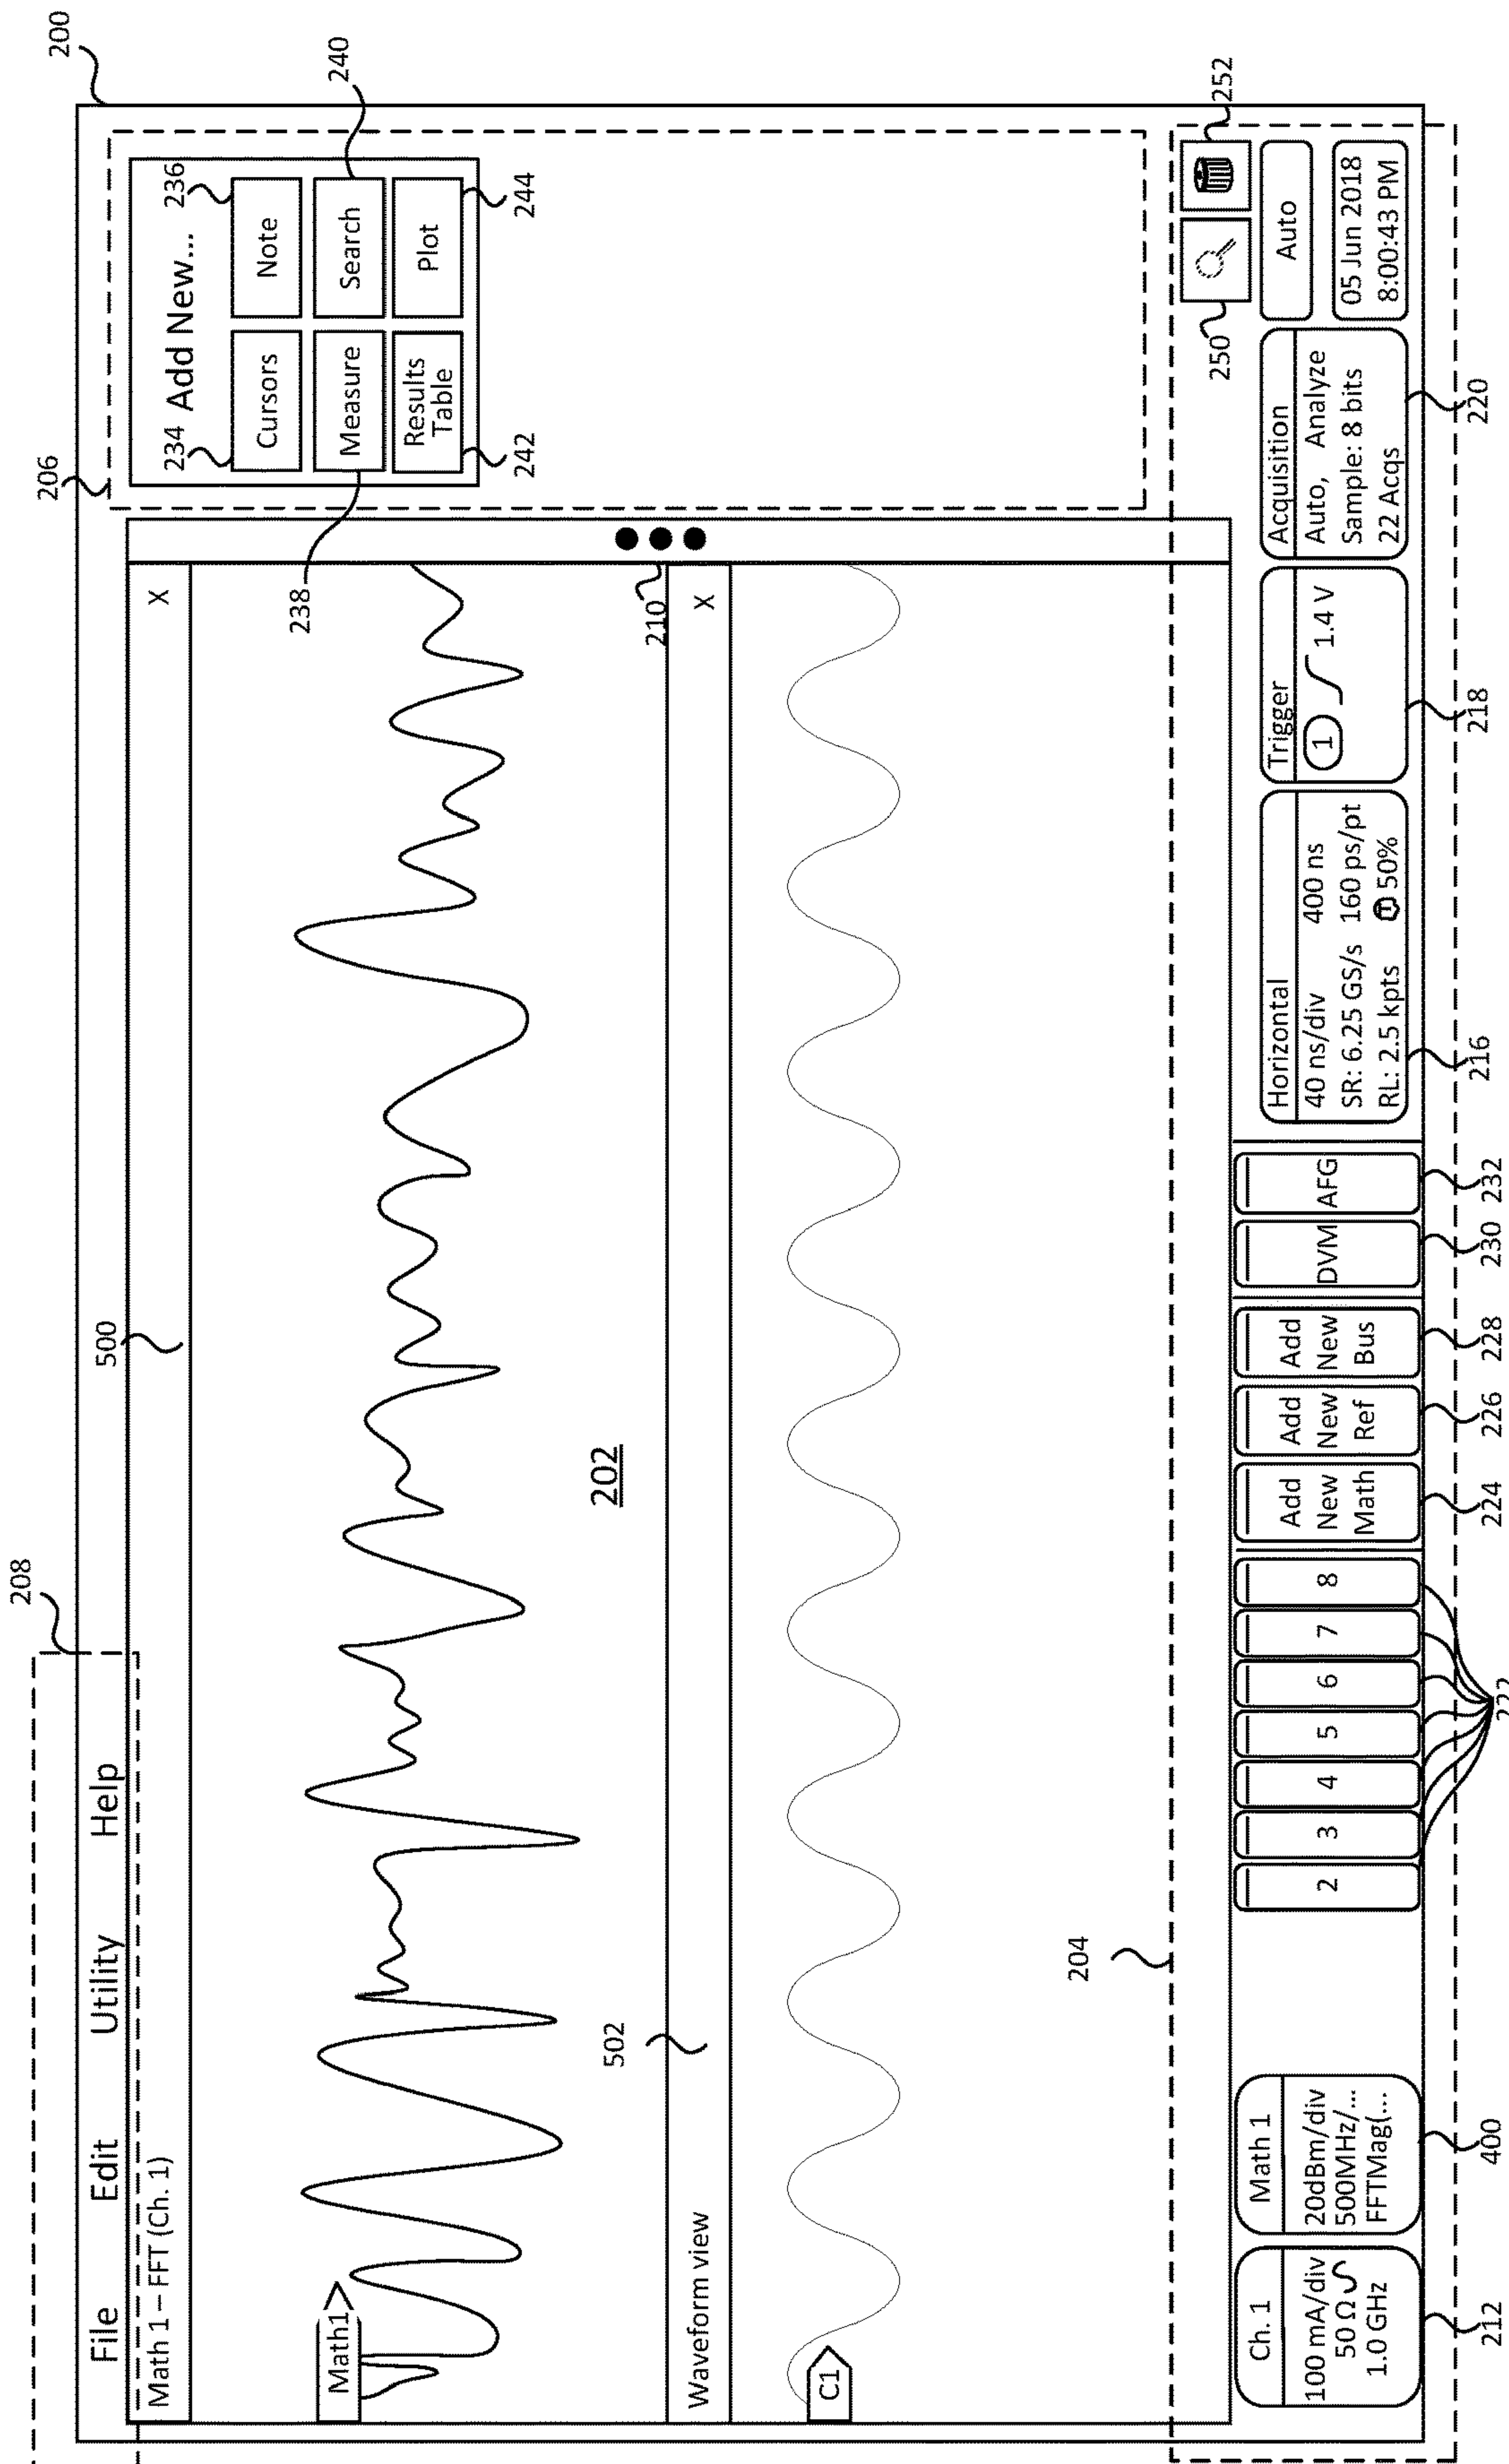 208
500
206
200
File Edit Utility Help
Math 1 – FFT (Ch. 1)
X
234 Add New... 236
Cursors
Note
Measure
Search
Results
Table
Plot
238
240
242
244
Math1
202
210
502
Waveform view
X
C1
204
250
252
Ch. 1
100 mA/div
50 Ω
1.0 GHz
Math 1
20dBm/div
500MHz/...
FFTMag(...
2
3
4
5
6
7
8
Add
New
Math
Add
New
Ref
Add
New
Bus
DVM
AFG
Horizontal
40 ns/div 400 ns
SR: 6.25 GS/s 160 ps/pt
RL: 2.5 kpts T 50%
Trigger
1 1.4 V
Acquisition
Auto, Analyze
Sample: 8 bits
22 Acqs
Auto
05 Jun 2018
8:00:43 PM
212
400
222
224
226
228
230
232
216
218
220